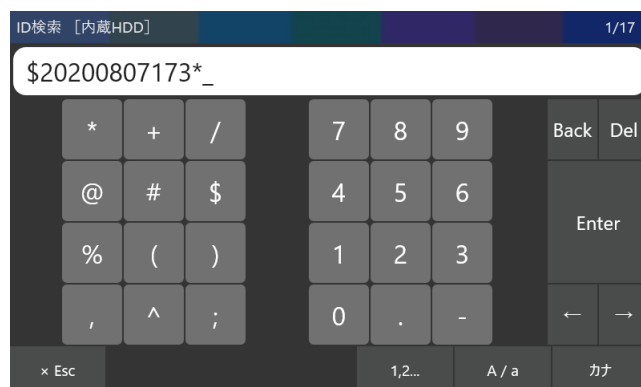 ID検索 [内蔵HDD] 1/17
$20200807173*_
* + / 7 8 9 Back Del
@ # $ 4 5 6 Enter
% ( ) 1 2 3
, ^ ; 0 . - ← →
× Esc 1,2... A / a カナ